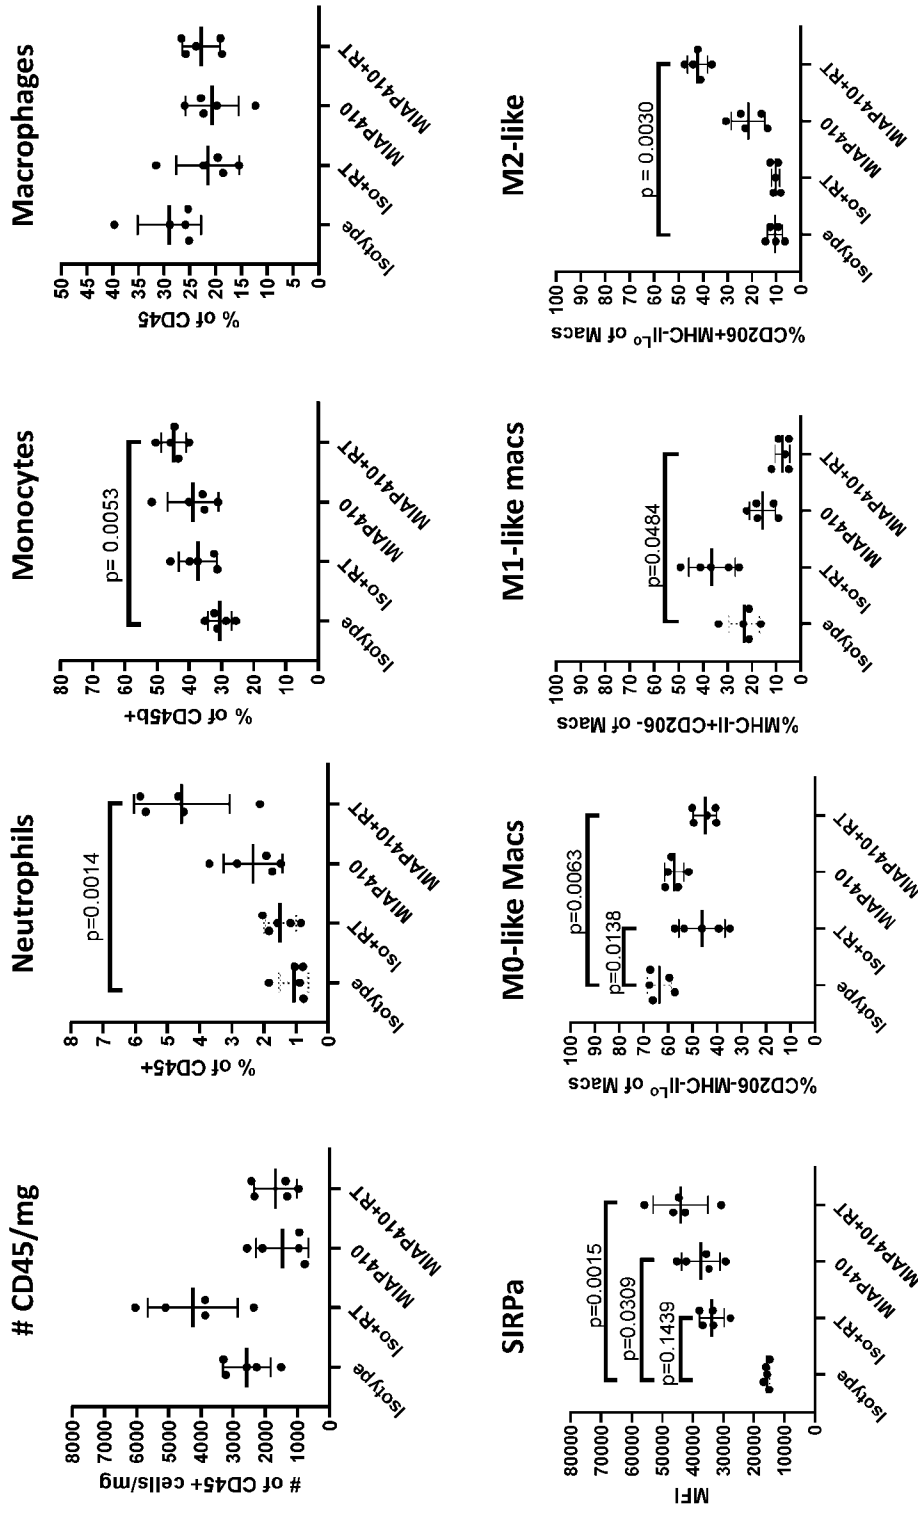 # CD45/mg
# of CD45+ cells/mg
8000
7000
6000
5000
4000
3000
2000
1000
0
Isotype
Iso+RT
MIAP410
MIAP410+RT
Neutrophils
% of CD45+
8
7
6
5
4
3
2
1
0
p=0.0014
Isotype
Iso+RT
MIAP410
MIAP410+RT
Monocytes
% of CD45b+
80
70
60
50
40
30
20
10
0
p= 0.0053
Isotype
Iso+RT
MIAP410
MIAP410+RT
Macrophages
% of CD45
50
45
40
35
30
25
20
15
10
5
0
Isotype
Iso+RT
MIAP410
MIAP410+RT
SIRPa
MFI
80000
70000
60000
50000
40000
30000
20000
10000
0
p=0.0015
p=0.0309
p=0.1439
Isotype
Iso+RT
MIAP410
MIAP410+RT
M0-like Macs
%CD206-MHC-IIᴸᴼ of Macs
100
90
80
70
60
50
40
30
20
10
0
p=0.0063
p=0.0138
Isotype
Iso+RT
MIAP410
MIAP410+RT
M1-like macs
%MHC-II+CD206- of Macs
100
90
80
70
60
50
40
30
20
10
0
p=0.0484
Isotype
Iso+RT
MIAP410
MIAP410+RT
M2-like
%CD206+MHC-IIᴸᴼ of Macs
100
90
80
70
60
50
40
30
20
10
0
p = 0.0030
Isotype
Iso+RT
MIAP410
MIAP410+RT